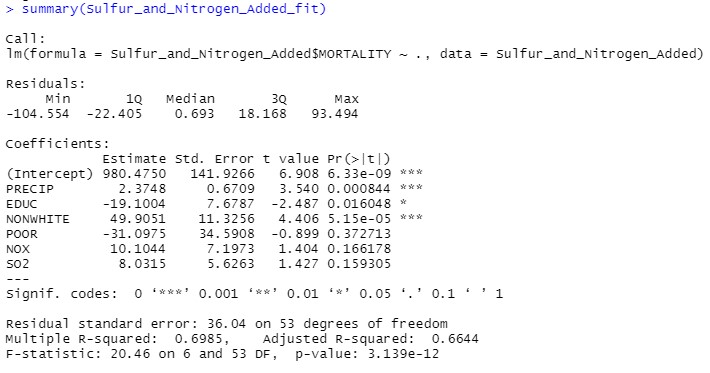 > summary(Sulfur_and_Nitrogen_Added_fit)
Call:
lm(formula = Sulfur_and_Nitrogen_Added$MORTALITY ~ ., data = Sulfur_and_Nitrogen_Added)
Residuals:
Min 1Q Median 3Q Max
-104.554 -22.405 0.693 18.168 93.494
Coefficients:
Estimate Std. Error t value Pr(>|t|)
(Intercept) 980.4750 141.9266 6.908 6.33e-09 ***
PRECIP 2.3748 0.6709 3.540 0.000844 ***
EDUC -19.1004 7.6787 -2.487 0.016048 *
NONWHITE 49.9051 11.3256 4.406 5.15e-05 ***
POOR -31.0975 34.5908 -0.899 0.372713
NOX 10.1044 7.1973 1.404 0.166178
SO2 8.0315 5.6263 1.427 0.159305
---
Signif. codes: 0 ‘***’ 0.001 ‘**’ 0.01 ‘*’ 0.05 ‘.’ 0.1 ‘ ’ 1
Residual standard error: 36.04 on 53 degrees of freedom
Multiple R-squared: 0.6985, Adjusted R-squared: 0.6644
F-statistic: 20.46 on 6 and 53 DF, p-value: 3.139e-12